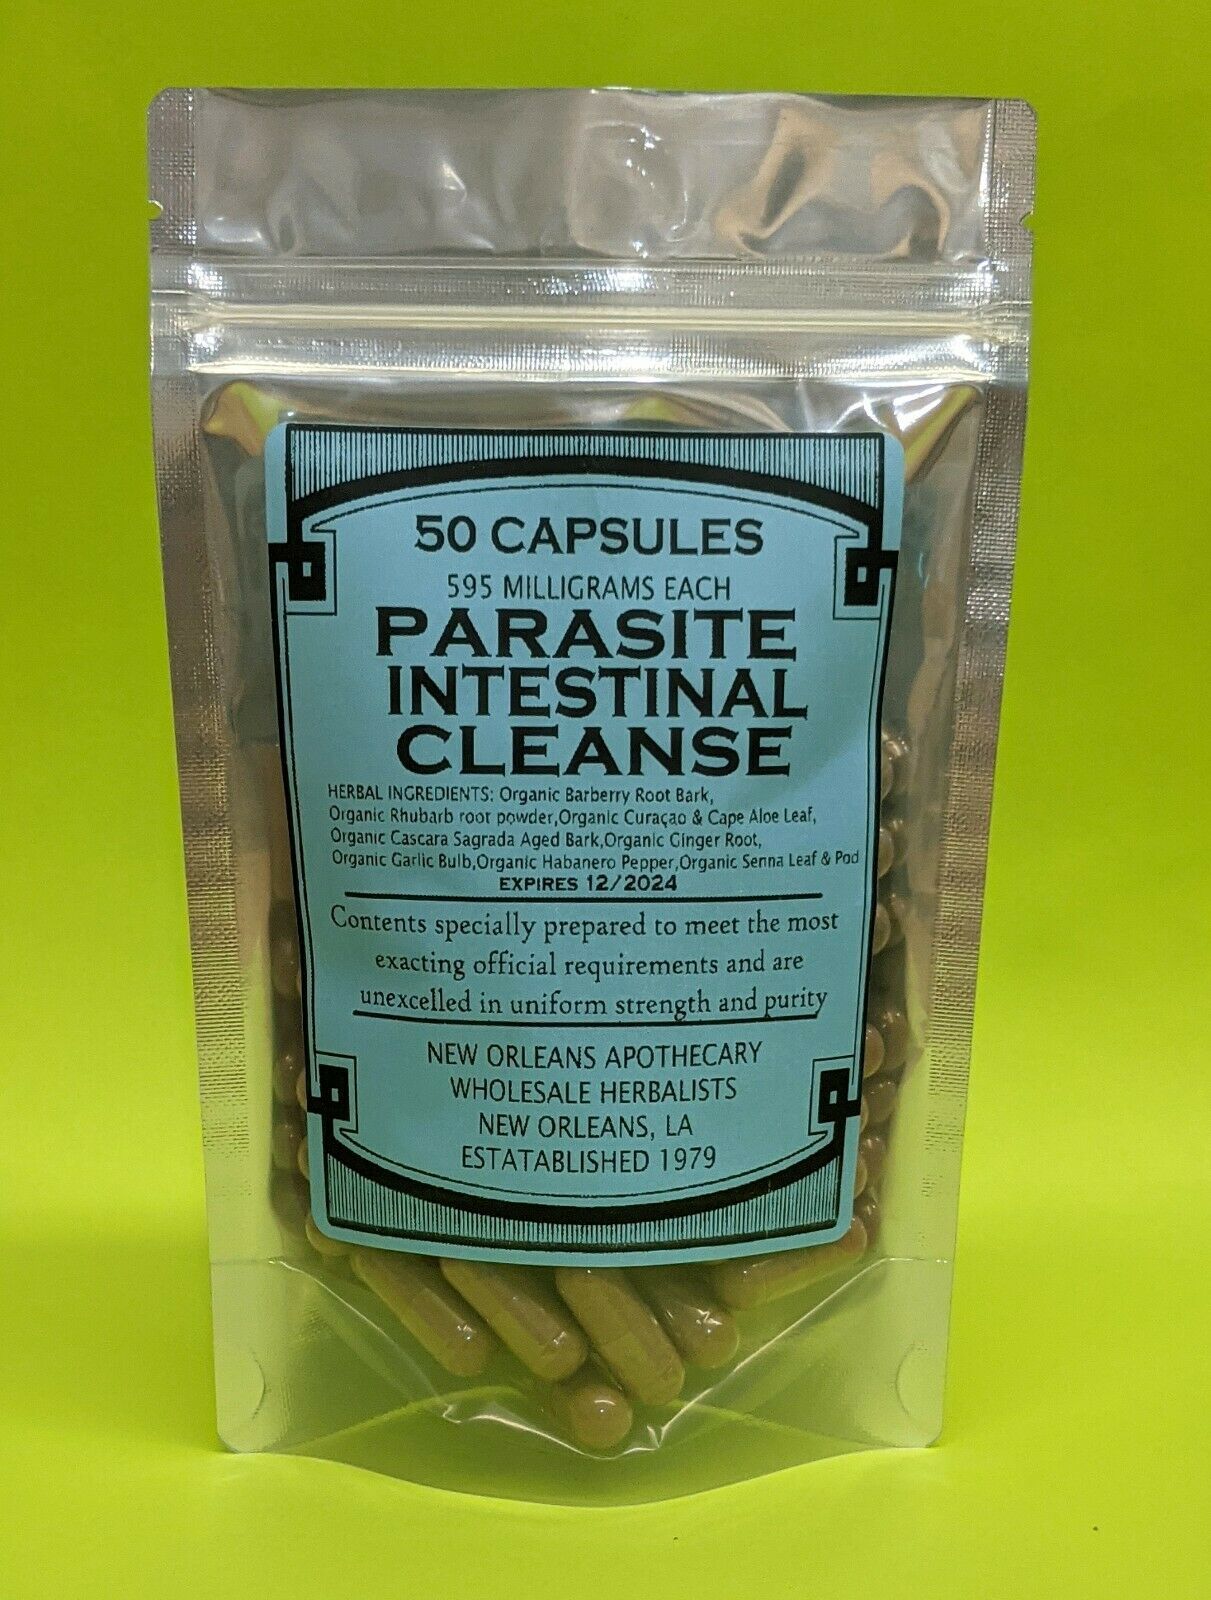 50 CAPSULES
595 MILLIGRAMS EACH
PARASITE
INTESTINAL
CLEANSE
HERBAL INGREDIENTS: Organic Barberry Root Bark,
Organic Rhubarb root powder,Organic Curaçao & Cape Aloe Leaf,
Organic Cascara Sagrada Aged Bark,Organic Ginger Root,
Organic Garlic Bulb,Organic Habanero Pepper,Organic Senna Leaf & Pod
EXPIRES 12/2024
Contents specially prepared to meet the most
exacting official requirements and are
unexcelled in uniform strength and purity
NEW ORLEANS APOTHECARY
WHOLESALE HERBALISTS
NEW ORLEANS, LA
ESTATABLISHED 1979